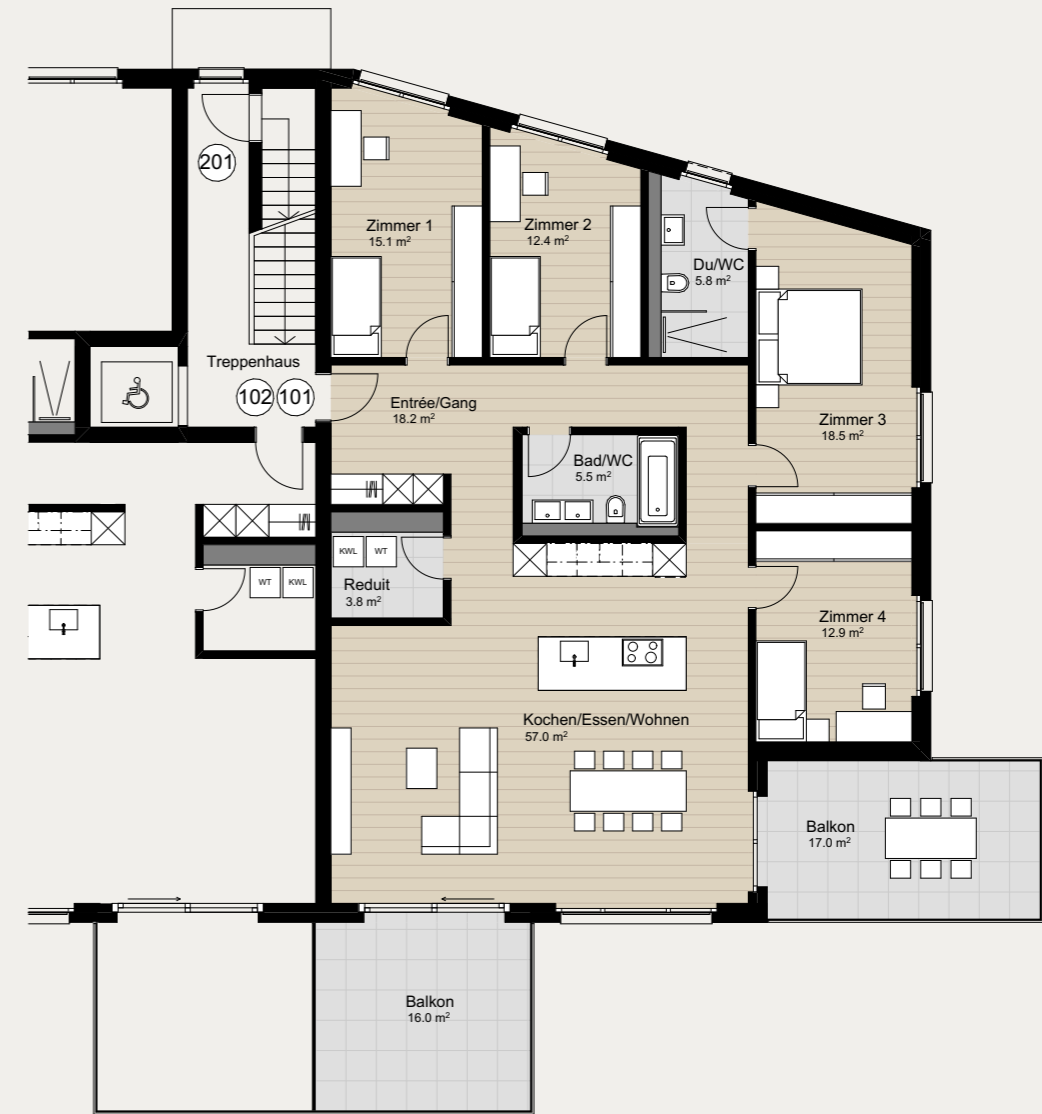 201
Zimmer 1
15.1 m²
Zimmer 2
12.4 m²
Du/WC
5.8 m²
Treppenhaus
102
101
Entrée/Gang
18.2 m²
Zimmer 3
18.5 m²
Bad/WC
5.5 m²
KWL
WT
Reduit
3.8 m²
WT
KWL
Zimmer 4
12.9 m²
Kochen/Essen/Wohnen
57.0 m²
Balkon
17.0 m²
Balkon
16.0 m²